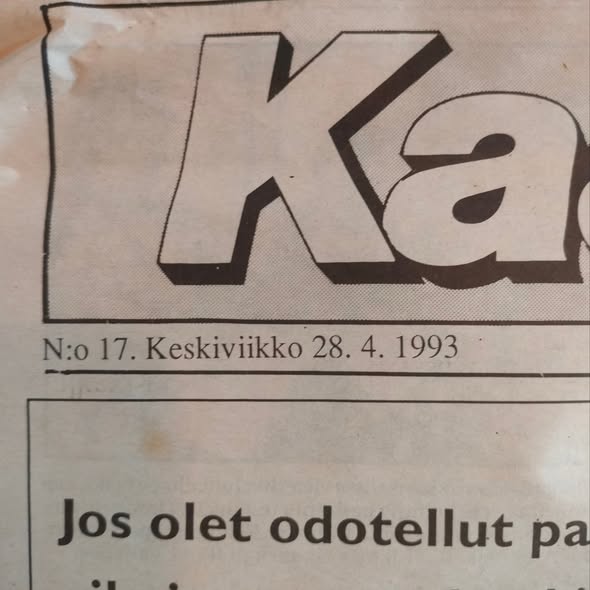 Ka
N:o 17. Keskiviikko 28. 4. 1993
Jos olet odotellut pa